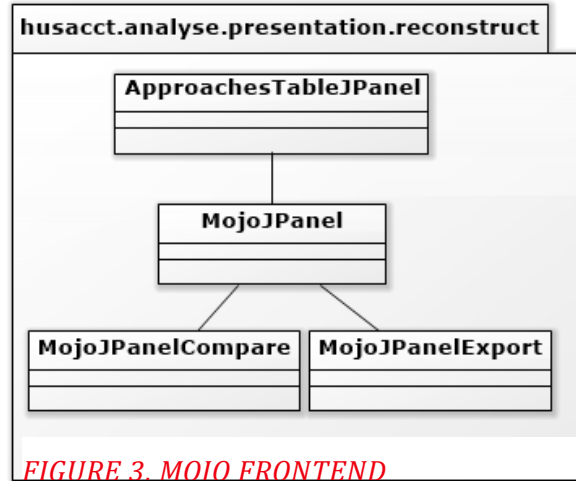 husacct.analyse.presentation.reconstruct
ApproachesTableJPanel
MojoJPanel
MojoJPanelCompare
MojoJPanelExport
FIGURE 3. MOJO FRONTEND